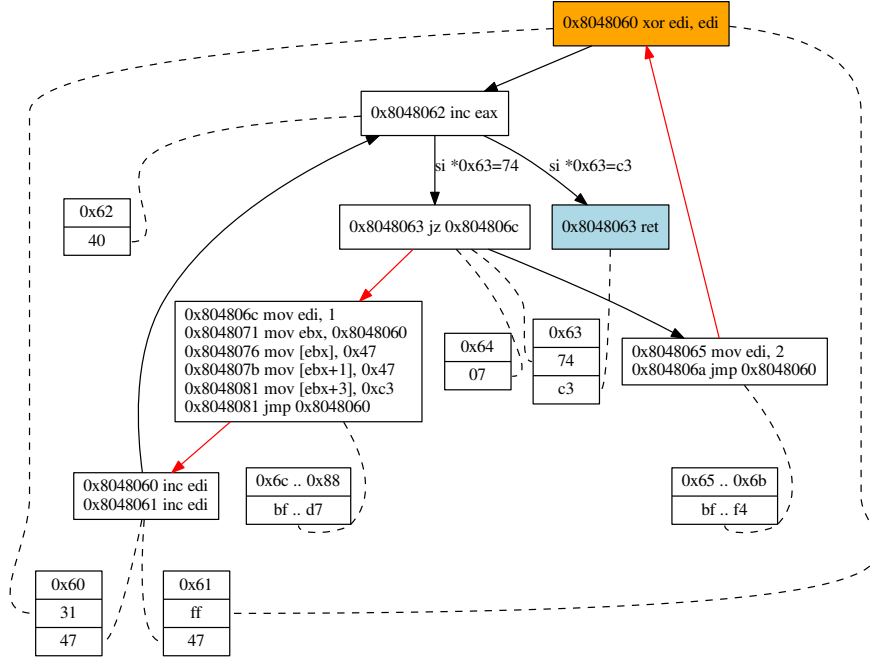 0x8048060 xor edi, edi
0x8048062 inc eax
si *0x63=74
si *0x63=c3
0x62
40
0x8048063 jz 0x804806c
0x8048063 ret
0x804806c mov edi, 1
0x8048071 mov ebx, 0x8048060
0x8048076 mov [ebx], 0x47
0x804807b mov [ebx+1], 0x47
0x8048081 mov [ebx+3], 0xc3
0x8048081 jmp 0x8048060
0x64
07
0x63
74
c3
0x8048065 mov edi, 2
0x804806a jmp 0x8048060
0x8048060 inc edi
0x8048061 inc edi
0x6c .. 0x88
bf .. d7
0x65 .. 0x6b
bf .. f4
0x60
31
47
0x61
ff
47